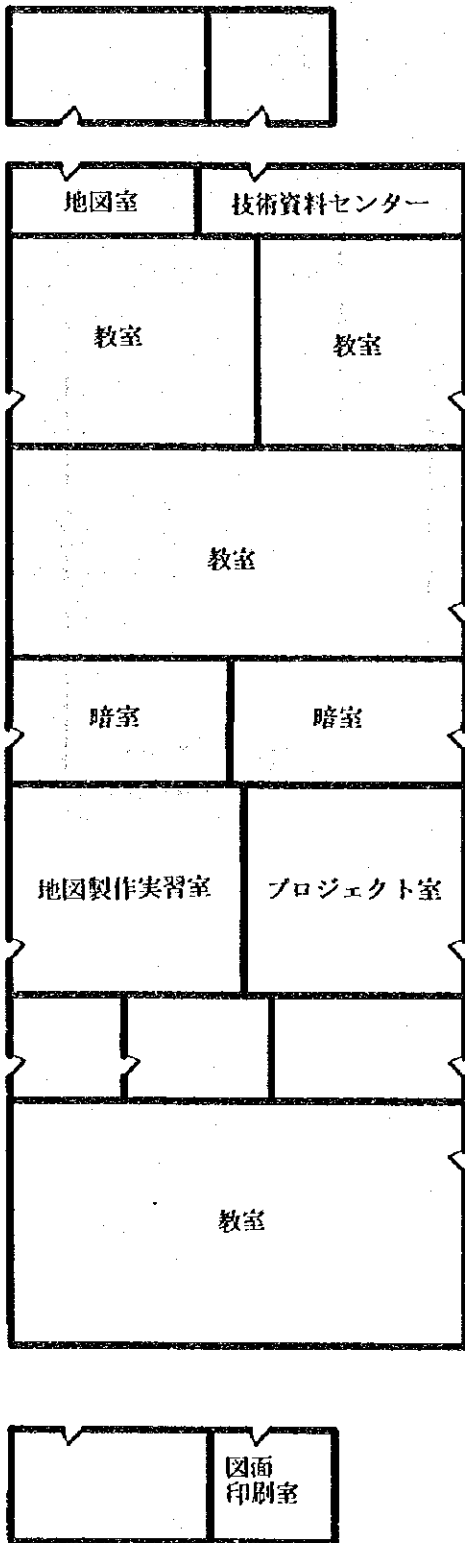 地図室
技術資料センター
教室
教室
教室
暗室
暗室
地図製作実習室
プロジェクト室
教室
図面
印刷室